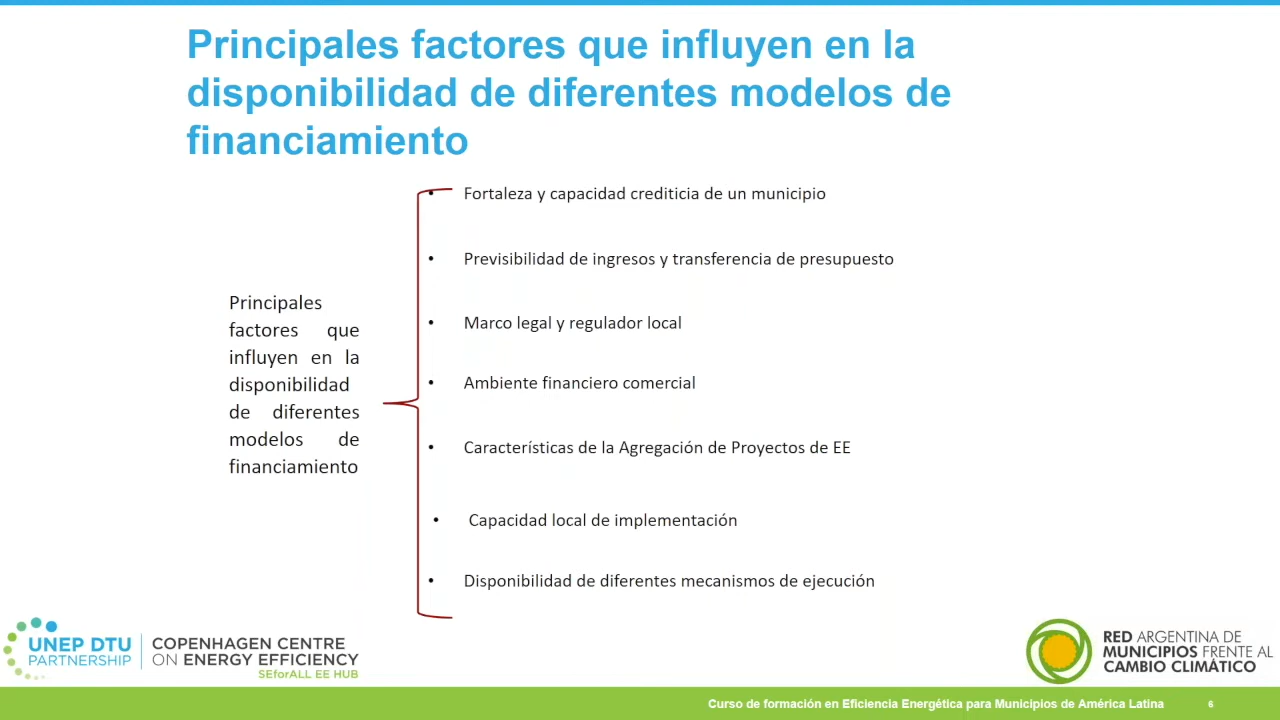 Principales factores que influyen en la
disponibilidad de diferentes modelos de
financiamiento
Principales
factores que
influyen en la
disponibilidad
de diferentes
modelos de
financiamiento
• Fortaleza y capacidad crediticia de un municipio
• Previsibilidad de ingresos y transferencia de presupuesto
• Marco legal y regulador local
• Ambiente financiero comercial
• Características de la Agregación de Proyectos de EE
• Capacidad local de implementación
• Disponibilidad de diferentes mecanismos de ejecución
UNEP DTU
PARTNERSHIP
COPENHAGEN CENTRE
ON ENERGY EFFICIENCY
SEforALL EE HUB
RED ARGENTINA DE
MUNICIPIOS FRENTE AL
CAMBIO CLIMÁTICO
Curso de formación en Eficiencia Energética para Municipios de América Latina 6